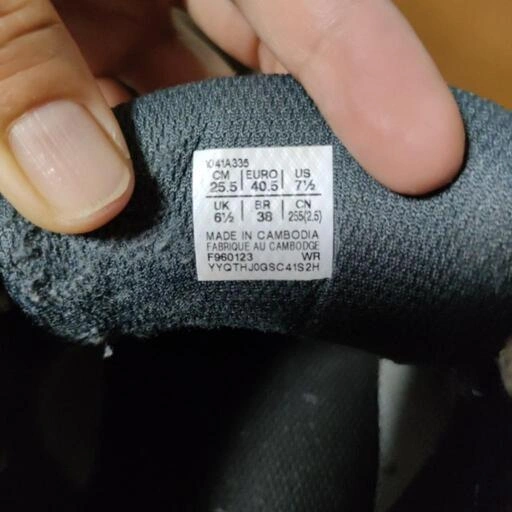 1041A335
CM EURO US
25.5 40.5 7½
UK BR CN
6½ 38 255(2.5)
MADE IN CAMBODIA
FABRIQUE AU CAMBODGE
F960123 WR
YYQTHJ0GSC41S2H